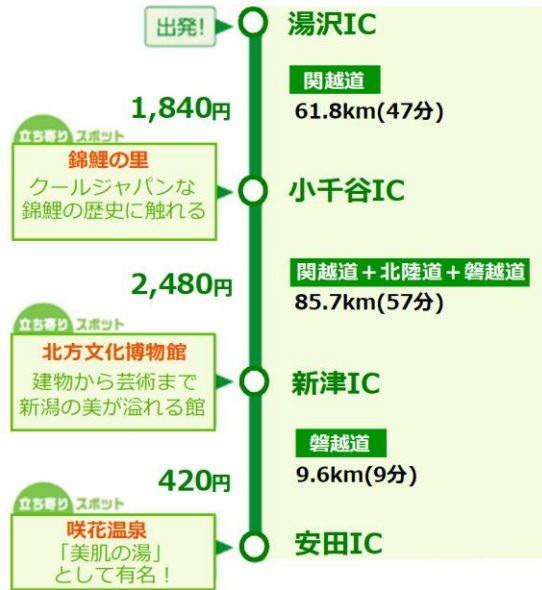 出発!
湯沢IC
関越道
1,840円
61.8km(47分)
立ち寄りスポット
錦鯉の里
クールジャパンな
錦鯉の歴史に触れる
小千谷IC
関越道＋北陸道＋磐越道
2,480円
85.7km(57分)
立ち寄りスポット
北方文化博物館
建物から芸術まで
新潟の美が溢れる館
新津IC
磐越道
420円
9.6km(9分)
立ち寄りスポット
咲花温泉
「美肌の湯」
として有名！
安田IC